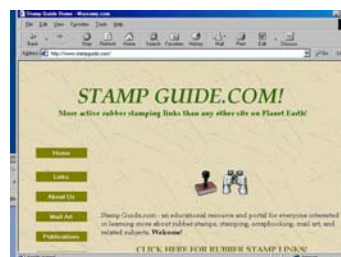 Stamp Guide Home -
File Edit View Favorites Tools Help
Back Stop Refresh Home Search Favorites History Mail Print Edit Discuss
Address http://www.stampguide.com/
STAMP GUIDE.COM!
More active rubber stamping links than any other site on Planet Earth!
Home
Links
About Us
Mail Art
Publications
Stamp Guide.com - an educational resource and portal for everyone interested
in learning more about rubber stamps, stamping, scrapbooking, mail art, and
related subjects. Welcome!
CLICK HERE FOR RUBBER STAMP LINKS!